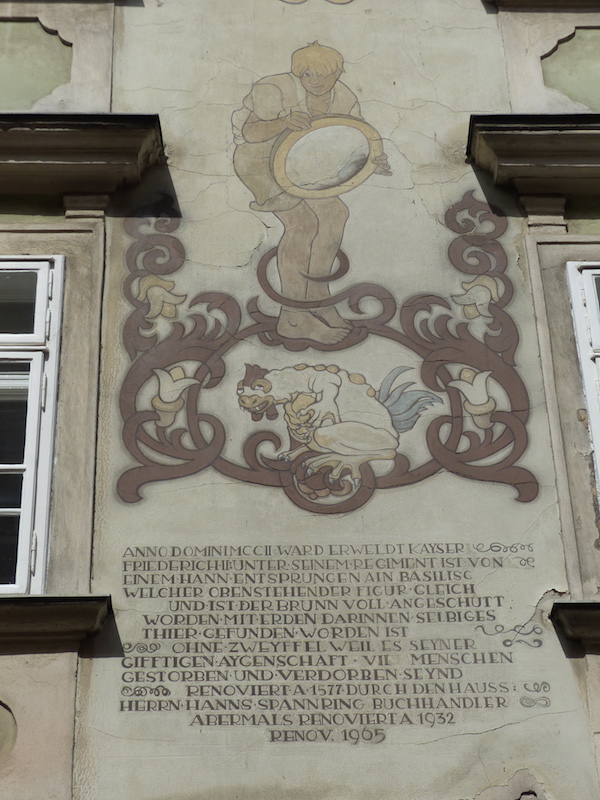 ANNO·DOMINI·MCCII·WARD ERWELDT KAYSER
FRIEDERICH II·UNTER·SEINEM·REGIMENT IST VON
EINEM·HANN·ENTSPRUNGEN AIN BASILISC
WELCHER OBENSTEHENDER FIGUR·GLEICH
UND·IST DER BRUNN VOLL·ANGESCHÜTT
WORDEN·MIT·ERDEN DARINNEN SELBIGES
THIER·GEFUNDEN WORDEN IST
OHNE·ZWEYFFEL WEIL ES SEYNER
GIFFTIGEN·AYGENSCHAFT·VIL MENSCHEN
GESTORBEN·UND·VERDORBEN·SEYND
RENOVIERT·A·1577·DURCH DEN HAUSS:
HERRN·HANNS·SPANNRING BUCHHANDLER
ABERMALS RENOVIERT A 1932
RENOV. 1965